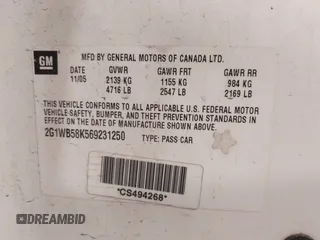 GM
MFD BY GENERAL MOTORS OF CANADA LTD.
DATE GVWR GAWR FRT GAWR RR
11/05 2139 KG 1155 KG 984 KG
4716 LB 2547 LB 2169 LB
THIS VEHICLE CONFORMS TO ALL APPLICABLE U.S. FEDERAL MOTOR
VEHICLE SAFETY, BUMPER, AND THEFT PREVENTION STANDARDS IN
EFFECT ON THE DATE OF MANUFACTURE SHOWN ABOVE.
2G1WB58K569231250 TYPE: PASS CAR
*CS494268*
DREAMBID